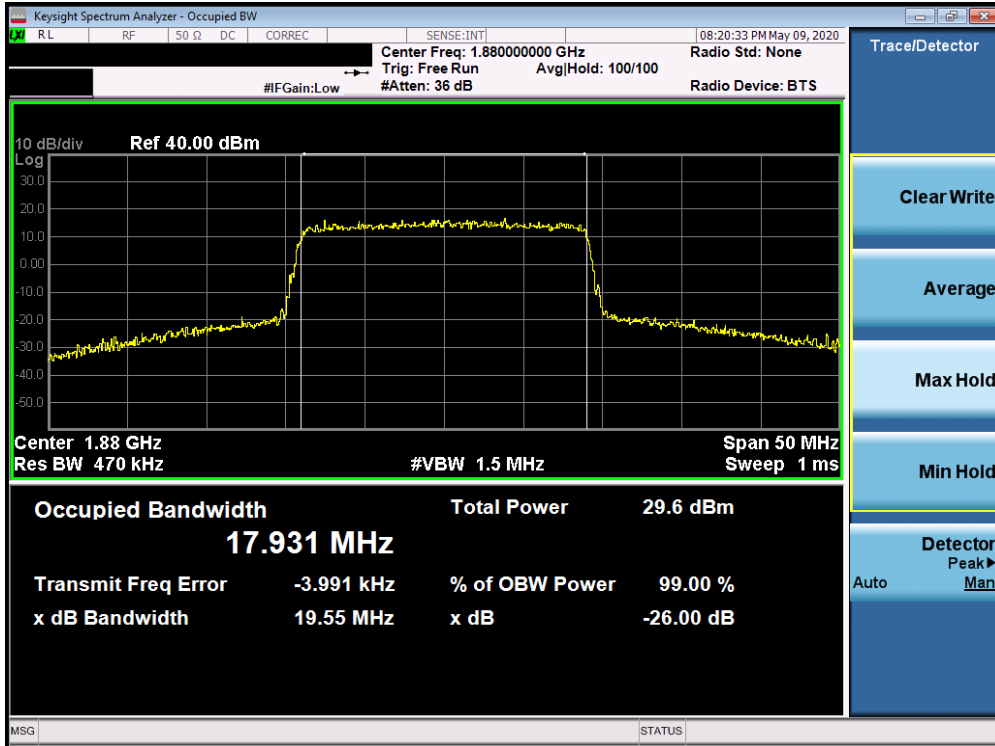 Keysight Spectrum Analyzer - Occupied BW
LXI RL RF 50 Ω DC CORREC SENSE:INT 08:20:33 PM May 09, 2020
Center Freq: 1.880000000 GHz Radio Std: None
Trig: Free Run Avg|Hold: 100/100
#IFGain:Low #Atten: 36 dB Radio Device: BTS
10 dB/div Ref 40.00 dBm
Log
30.0
20.0
10.0
0.00
-10.0
-20.0
-30.0
-40.0
-50.0
Center 1.88 GHz Span 50 MHz
Res BW 470 kHz #VBW 1.5 MHz Sweep 1 ms
Occupied Bandwidth Total Power 29.6 dBm
17.931 MHz
Transmit Freq Error -3.991 kHz % of OBW Power 99.00 %
x dB Bandwidth 19.55 MHz x dB -26.00 dB
MSG STATUS
Trace/Detector
Clear Write
Average
Max Hold
Min Hold
Detector
Peak▶
Auto Man